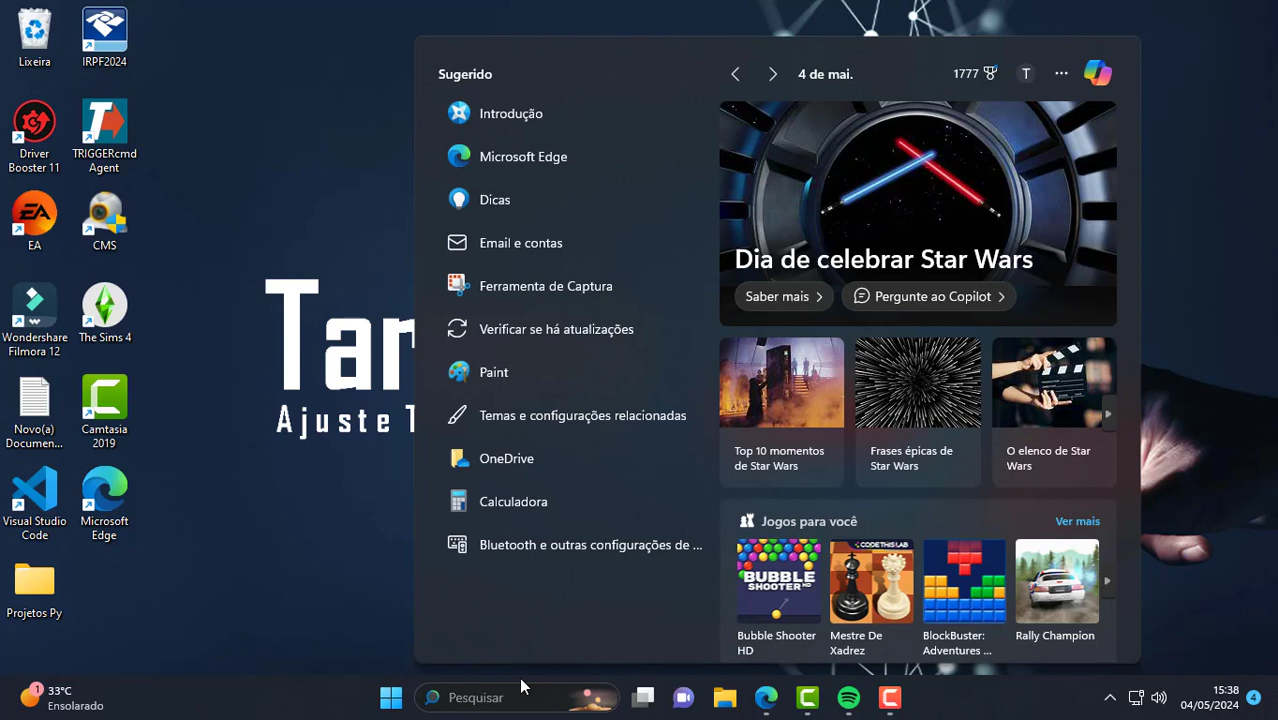 Lixeira
IRPF2024
Driver
Booster 11
TRIGGERcmd
Agent
EA
CMS
Wondershare
Filmora 12
The Sims 4
Novo(a)
Documen...
Camtasia
2019
Visual Studio
Code
Microsoft
Edge
Projetos Py
Tar
Ajuste T
Sugerido
Introdução
Microsoft Edge
Dicas
Email e contas
Ferramenta de Captura
Verificar se há atualizações
Paint
Temas e configurações relacionadas
OneDrive
Calculadora
Bluetooth e outras configurações de ...
4 de mai.
1777
T
Dia de celebrar Star Wars
Saber mais
Pergunte ao Copilot
Top 10 momentos
de Star Wars
Frases épicas de
Star Wars
O elenco de Star
Wars
Jogos para você
Ver mais
BUBBLE
SHOOTER HD
CODETHISLAB
Bubble Shooter
HD
Mestre De
Xadrez
BlockBuster:
Adventures ...
Rally Champion
1
33°C
Ensolarado
Pesquisar
15:38
04/05/2024
4